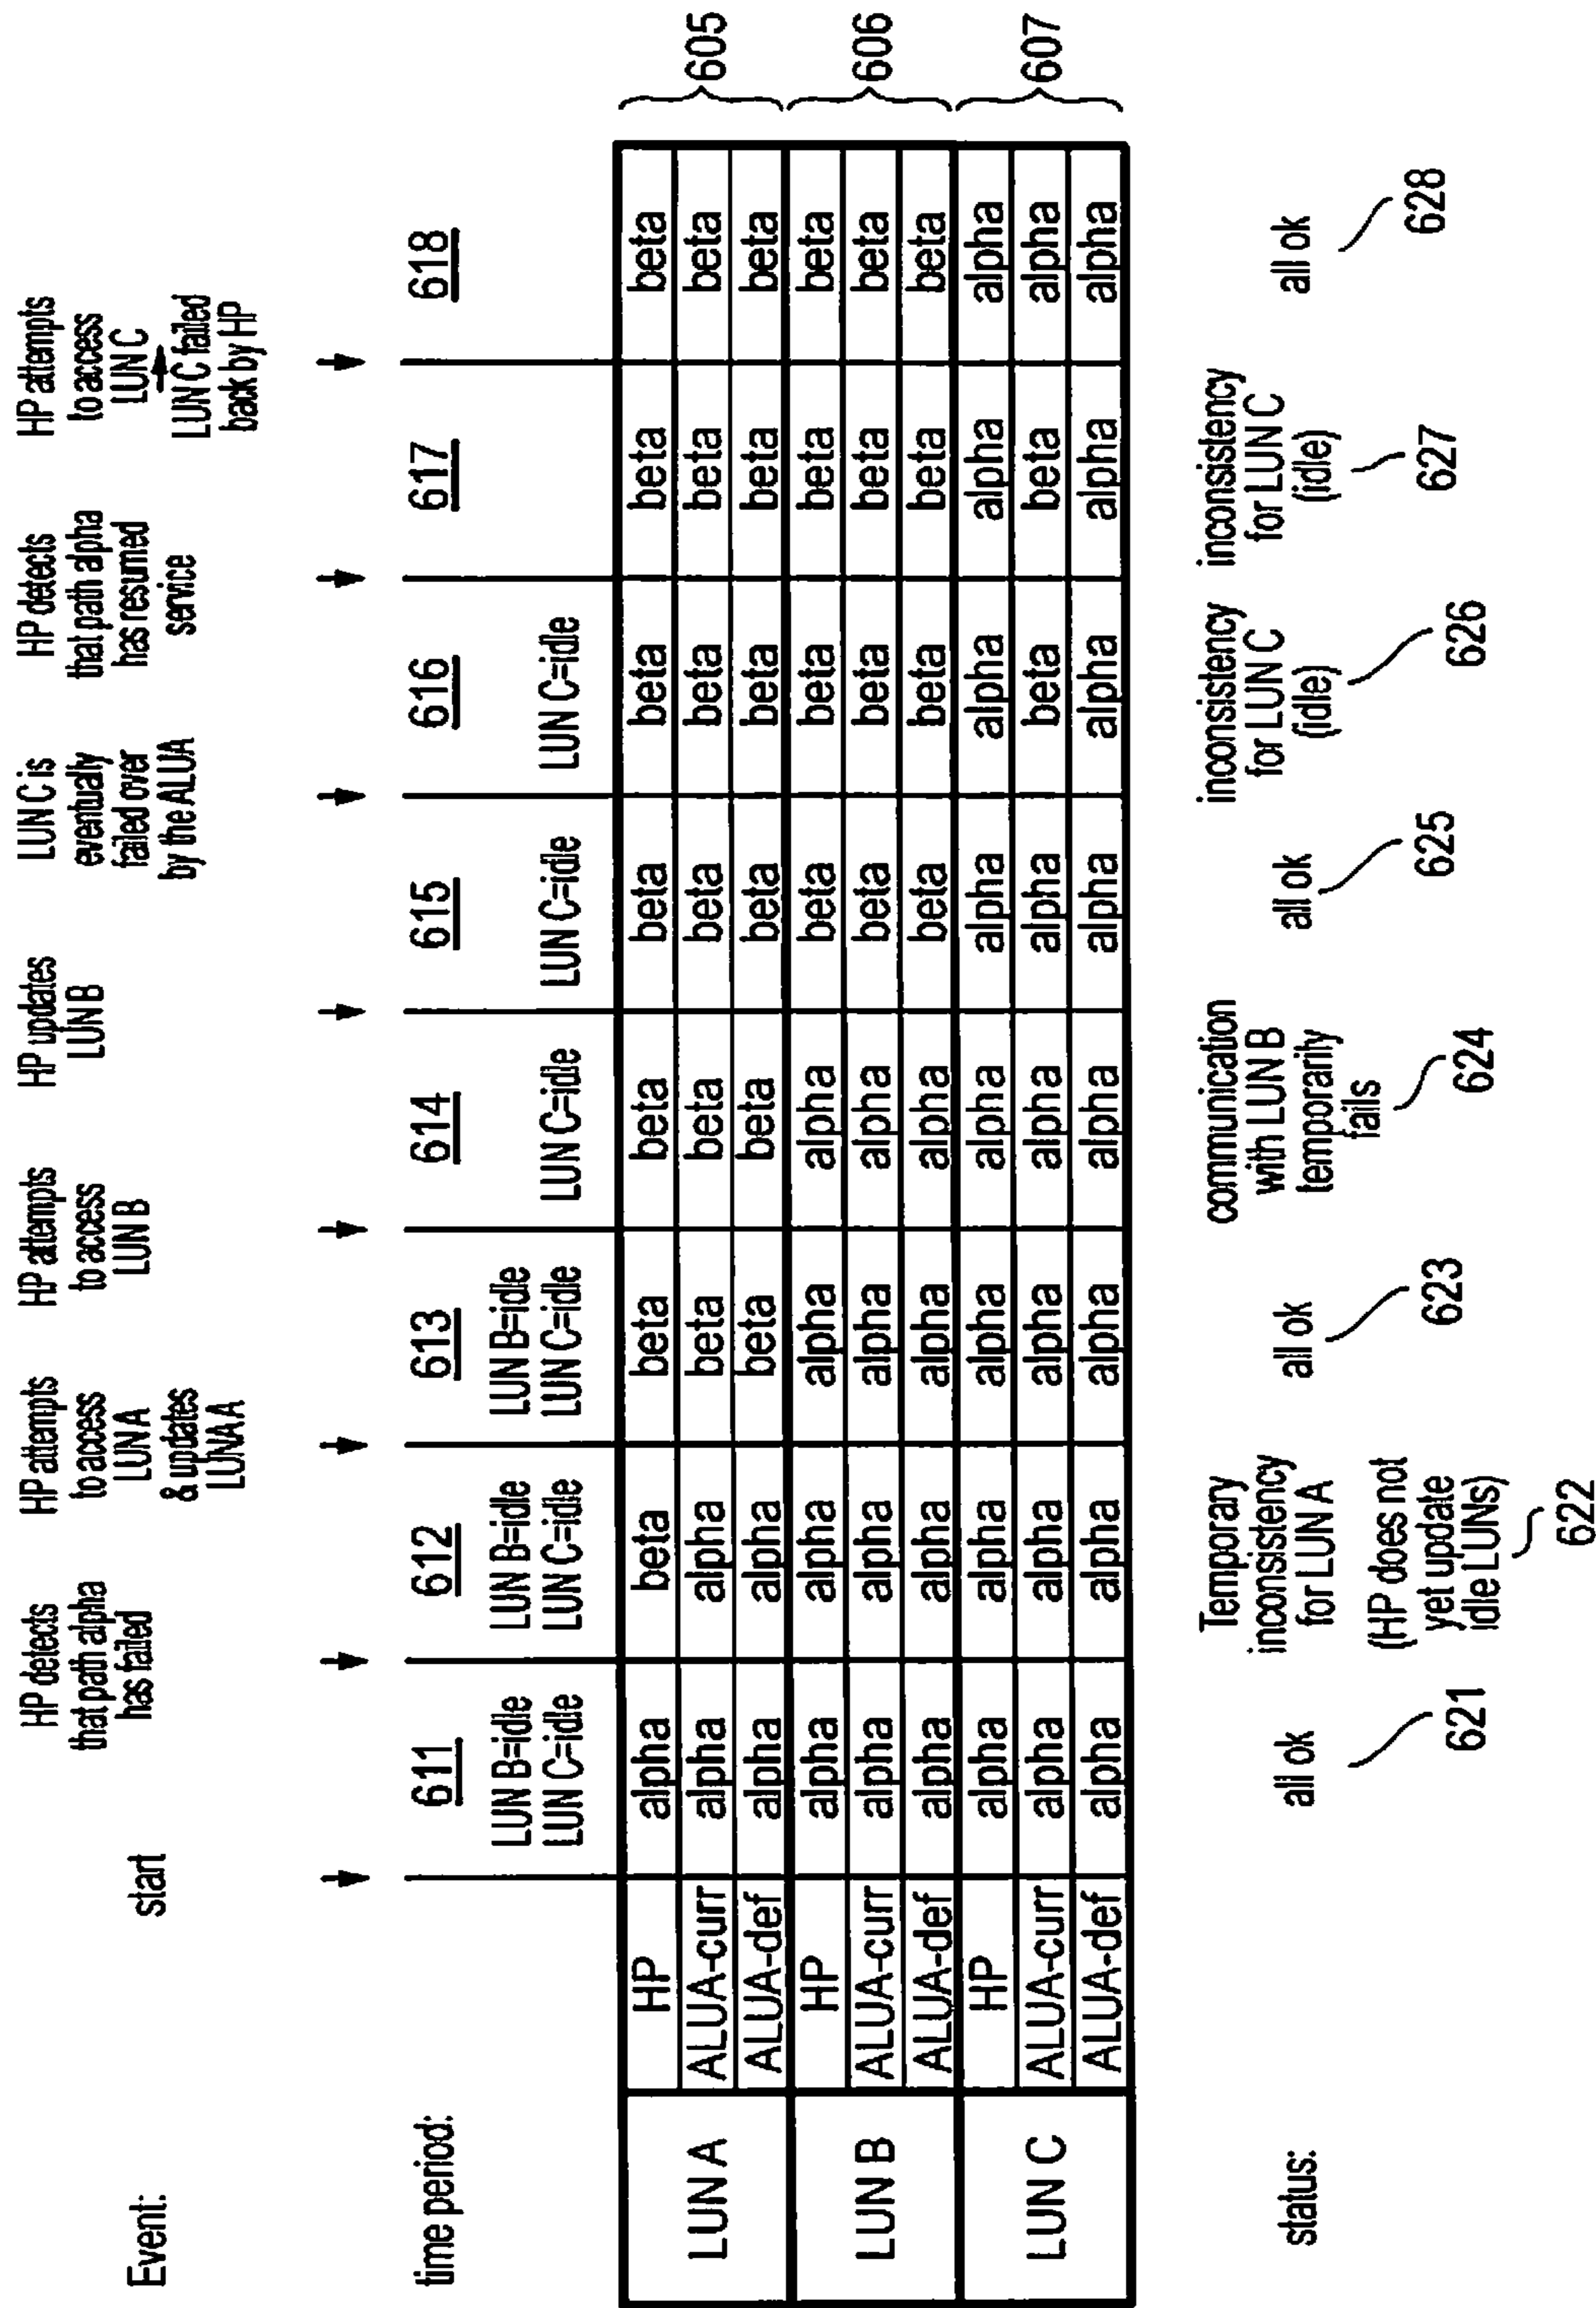 Event:
start
HP detects
that path alpha
has failed
HP attempts
to access
LUN A
& updates
LUNAA
HP attempts
to access
LUN B
HP updates
LUN B
LUN C is
eventually
failed over
by the ALUA
HP detects
that path alpha
has resumed
service
HP attempts
to access
LUN C
LUN C failed
back by HP
time period:
611
LUN B=idle
LUN C=idle
612
LUN B=idle
LUN C=idle
613
LUN B=idle
LUN C=idle
614
LUN C=idle
615
LUN C=idle
616
LUN C=idle
617
618
LUN A
HP alpha beta beta beta beta beta beta beta
ALUA-curr alpha alpha beta beta beta beta beta beta
ALUA-def alpha alpha beta beta beta beta beta beta
605
LUN B
HP alpha alpha alpha alpha beta beta beta beta
ALUA-curr alpha alpha alpha alpha beta beta beta beta
ALUA-def alpha alpha alpha alpha beta beta beta beta
606
LUN C
HP alpha alpha alpha alpha alpha alpha alpha alpha
ALUA-curr alpha alpha alpha alpha alpha beta beta alpha
ALUA-def alpha alpha alpha alpha alpha alpha alpha alpha
607
status:
all ok
621
Temporary
inconsistency
for LUN A
(HP does not
yet update
idle LUNs)
622
all ok
623
communication
with LUN B
temporarity
fails
624
all ok
625
inconsistency
for LUN C
(idle)
626
inconsistency
for LUN C
(idle)
627
all ok
628